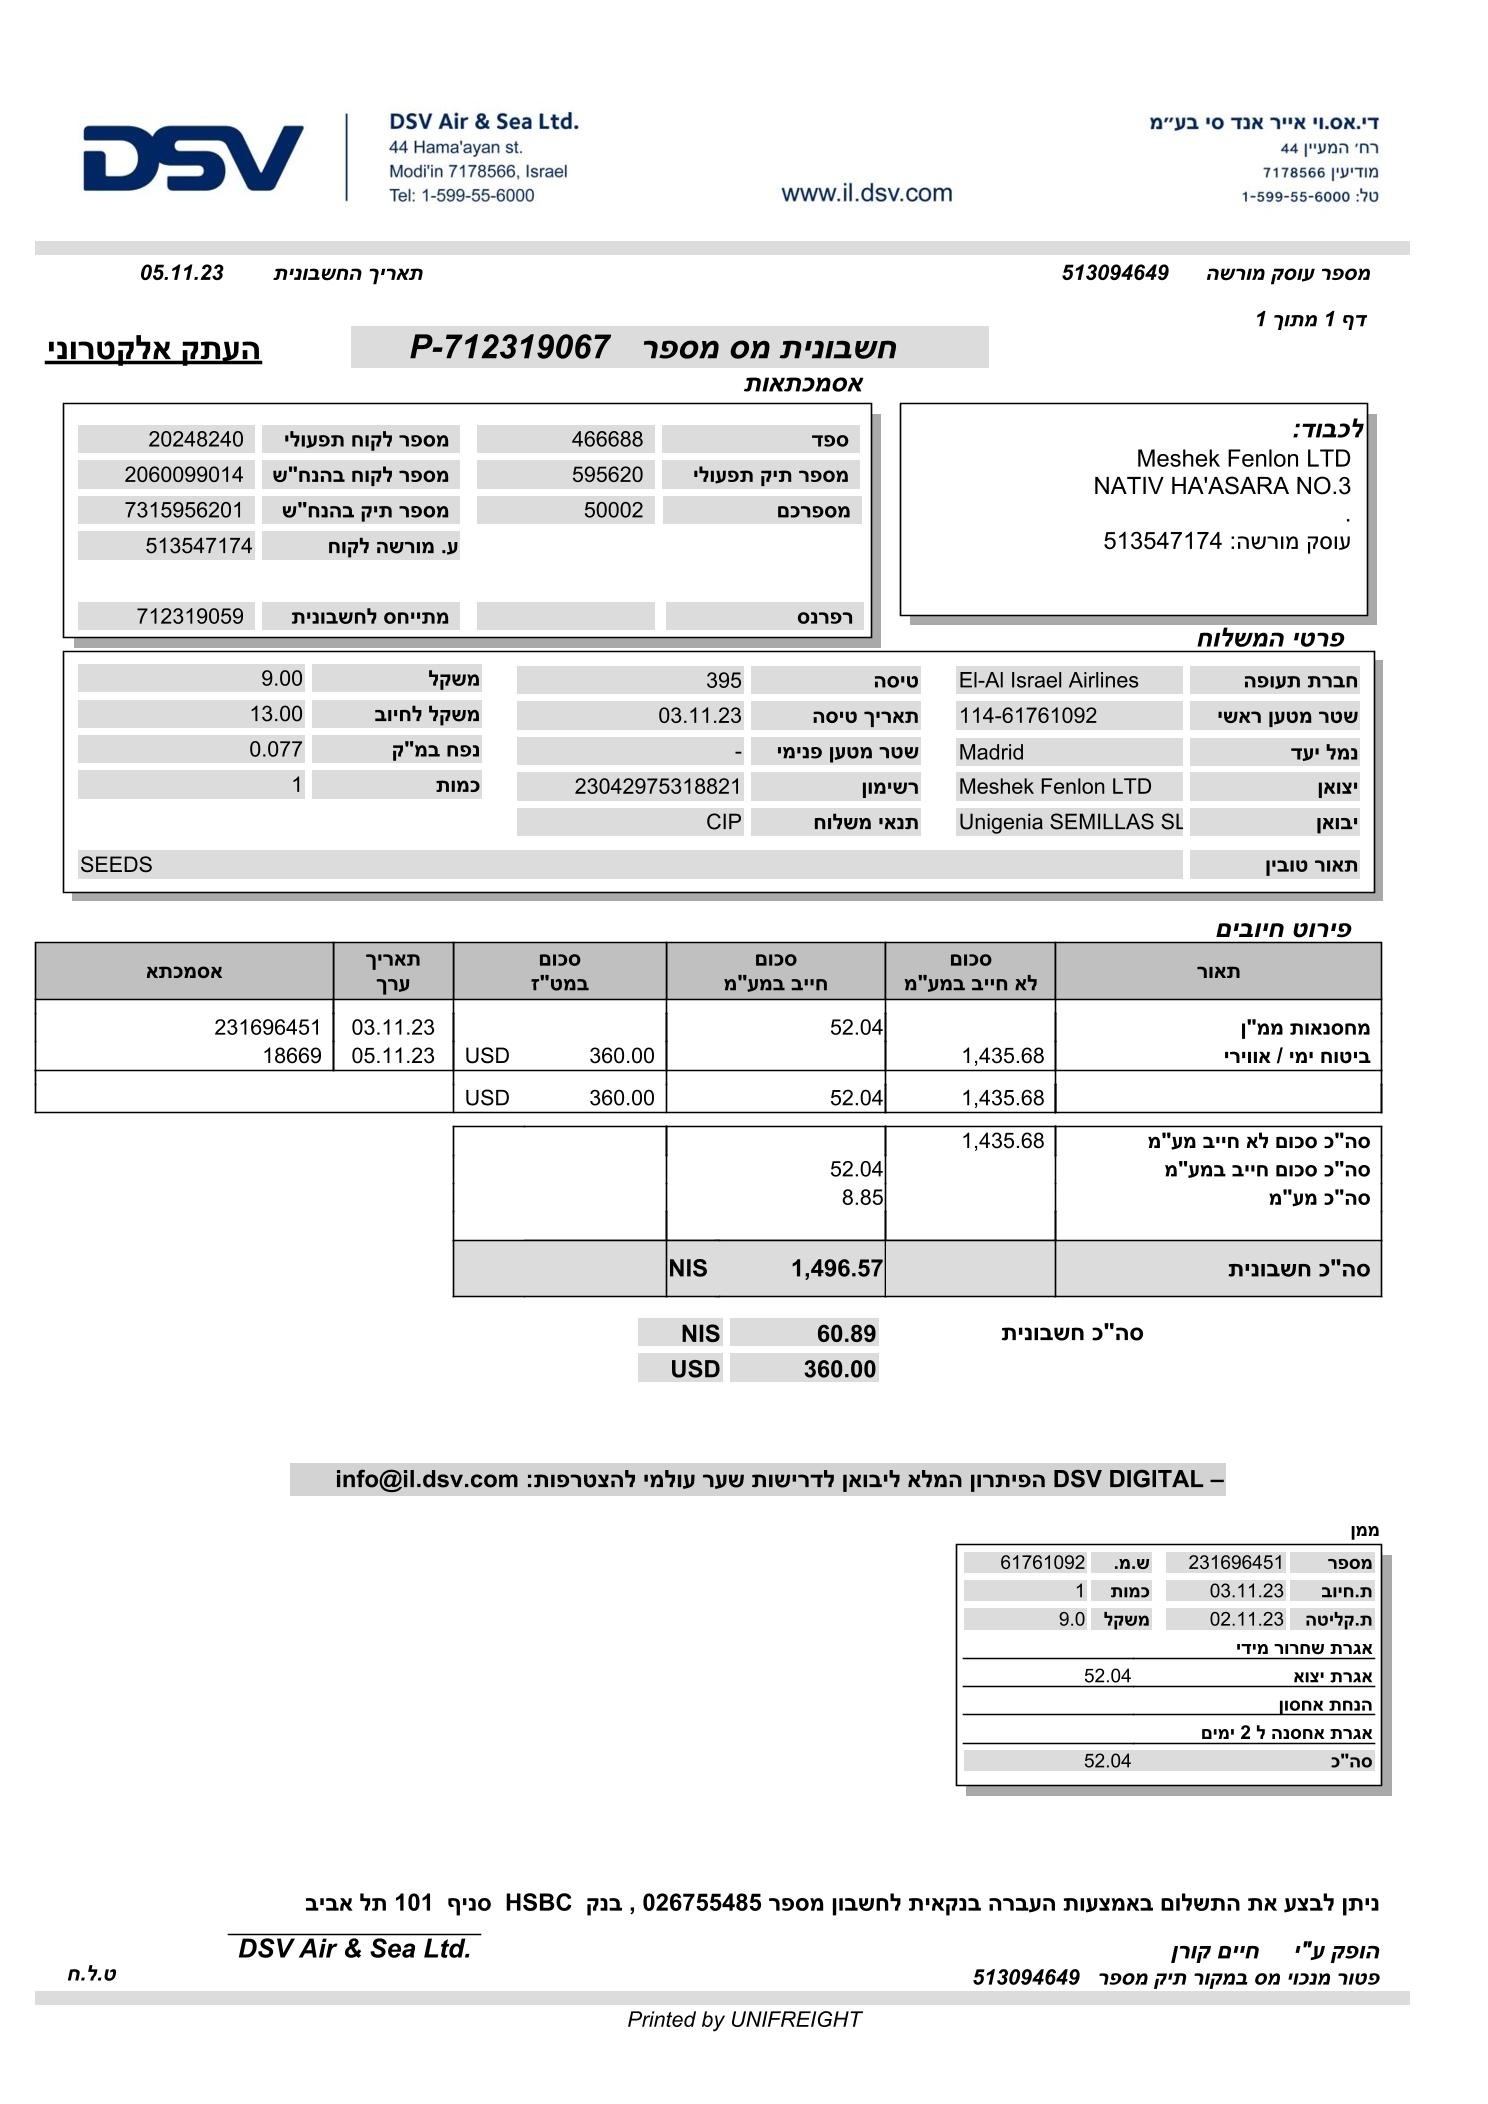 DSV
DSV Air & Sea Ltd.
44 Hama'ayan st.
Modi'in 7178566, Israel
Tel: 1-599-55-6000
www.il.dsv.com
די.אס.וי אייר אנד סי בע״מ
רח׳ המעיין 44
מודיעין 7178566
טל: 1-599-55-6000
מספר עוסק מורשה 513094649 תאריך החשבונית 05.11.23
דף 1 מתוך 1
חשבונית מס מספר P-712319067
העתק אלקטרוני
אסמכתאות
לכבוד:
Meshek Fenlon LTD
NATIV HA'ASARA NO.3
.
עוסק מורשה: 513547174
ספד 466688 מספר לקוח תפעולי 20248240
מספר תיק תפעולי 595620 מספר לקוח בהנח"ש 2060099014
מספרכם 50002 מספר תיק בהנח"ש 7315956201
ע. מורשה לקוח 513547174
רפרנס מתייחס לחשבונית 712319059
פרטי המשלוח
חברת תעופה El-Al Israel Airlines טיסה 395 משקל 9.00
שטר מטען ראשי 114-61761092 תאריך טיסה 03.11.23 משקל לחיוב 13.00
נמל יעד Madrid שטר מטען פנימי - נפח במ"ק 0.077
יצואן Meshek Fenlon LTD רשימון 23042975318821 כמות 1
יבואן Unigenia SEMILLAS SL תנאי משלוח CIP
תאור טובין SEEDS
פירוט חיובים
תאור סכום לא חייב במע"מ סכום חייב במע"מ סכום במט"ז תאריך ערך אסמכתא
מחסנאות ממ"ן 52.04 03.11.23 231696451
ביטוח ימי / אווירי 1,435.68 360.00 USD 05.11.23 18669
1,435.68 52.04 360.00 USD
סה"כ סכום לא חייב מע"מ 1,435.68
סה"כ סכום חייב במע"מ 52.04
סה"כ מע"מ 8.85
סה"כ חשבונית 1,496.57 NIS
סה"כ חשבונית 60.89 NIS
360.00 USD
– DSV DIGITAL הפיתרון המלא ליבואן לדרישות שער עולמי להצטרפות: info@il.dsv.com
ממן
מספר 231696451 ש.מ. 61761092
ת.חיוב 03.11.23 כמות 1
ת.קליטה 02.11.23 משקל 9.0
אגרת שחרור מידי
אגרת יצוא 52.04
הנחת אחסון
אגרת אחסנה ל 2 ימים
סה"כ 52.04
ניתן לבצע את התשלום באמצעות העברה בנקאית לחשבון מספר 026755485 , בנק HSBC סניף 101 תל אביב
הופק ע"י חיים קורן
DSV Air & Sea Ltd.
פטור מנכוי מס במקור תיק מספר 513094649
ט.ל.ח
Printed by UNIFREIGHT